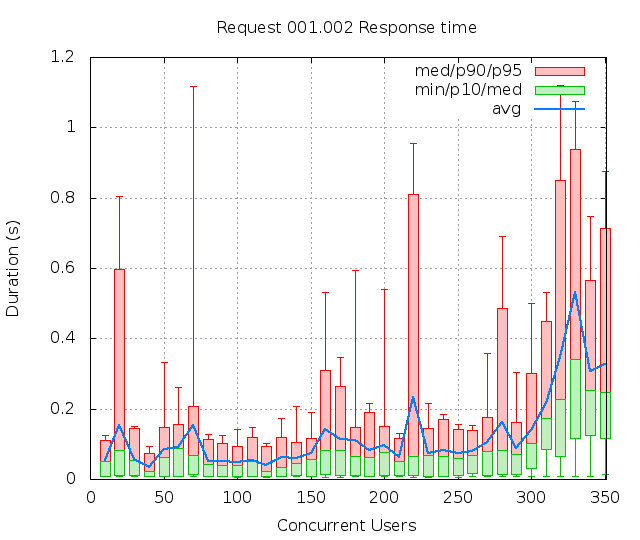 Request 001.002 Response time
1.2
1
0.8
0.6
0.4
0.2
0
Duration (s)
med/p90/p95
min/p10/med
avg
0 50 100 150 200 250 300 350
Concurrent Users